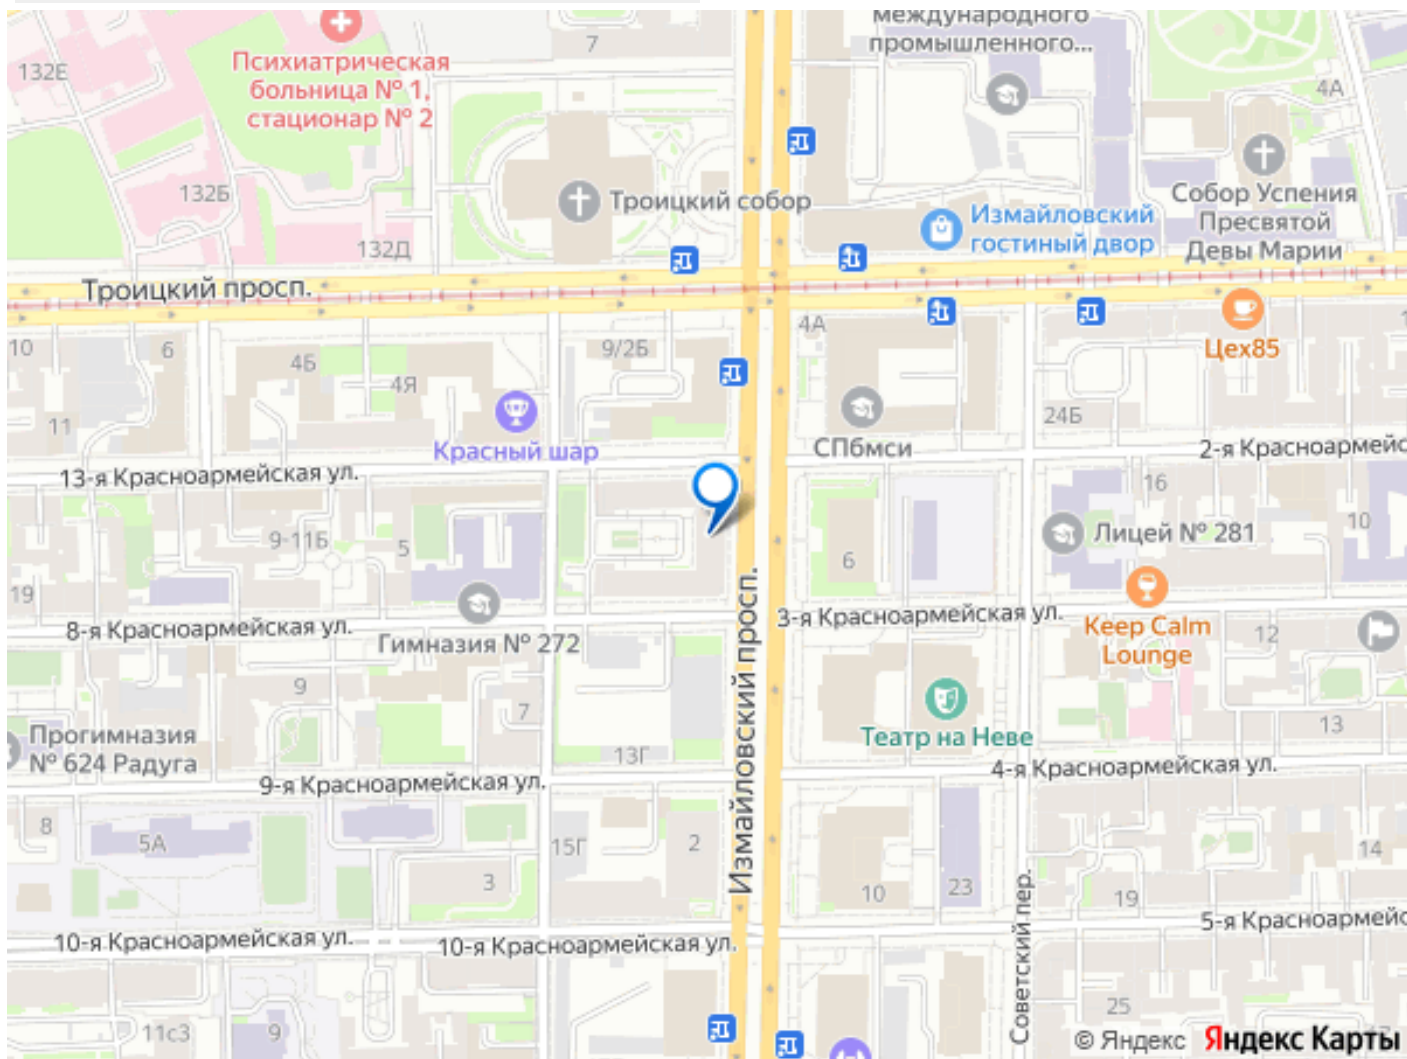 международного
промышленного...
7
132Е
Психиатрическая
больница № 1,
стационар № 2
4А
132Б
Троицкий собор
Собор Успения
Пресвятой
Девы Марии
Измайловский
гостиный двор
132Д
Троицкий просп.
4А
Цех85
10
6
4Б
9/2Б
4Я
11
24Б
Красный шар
СПбмси
2-я Красноармейс
13-я Красноармейская ул.
16
10
9-11Б
5
Лицей № 281
6
19
8-я Красноармейская ул.
Гимназия № 272
3-я Красноармейская ул.
Keep Calm
Lounge
12
9
7
Измайловский просп.
13
Прогимназия
№ 624 Радуга
Театр на Неве
13Г
9-я Красноармейская ул.
4-я Красноармейская ул.
8
5А
15Г
2
14
3
10
23
19
10-я Красноармейская ул.
10-я Красноармейская ул.
5-я Красноармейс
Советский пер.
25
11с3
9
© Яндекс Яндекс Карты